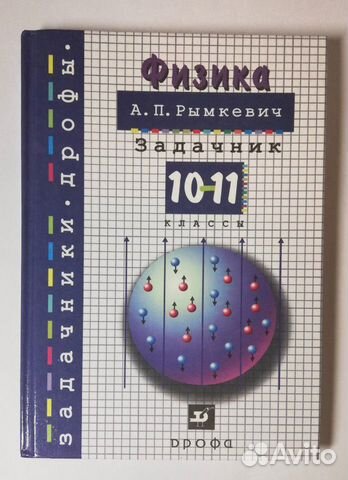 задачники. дрофы.
Физика
А.П.Рымкевич
Задачник
10-11
КЛАССЫ
дрофа
Avito